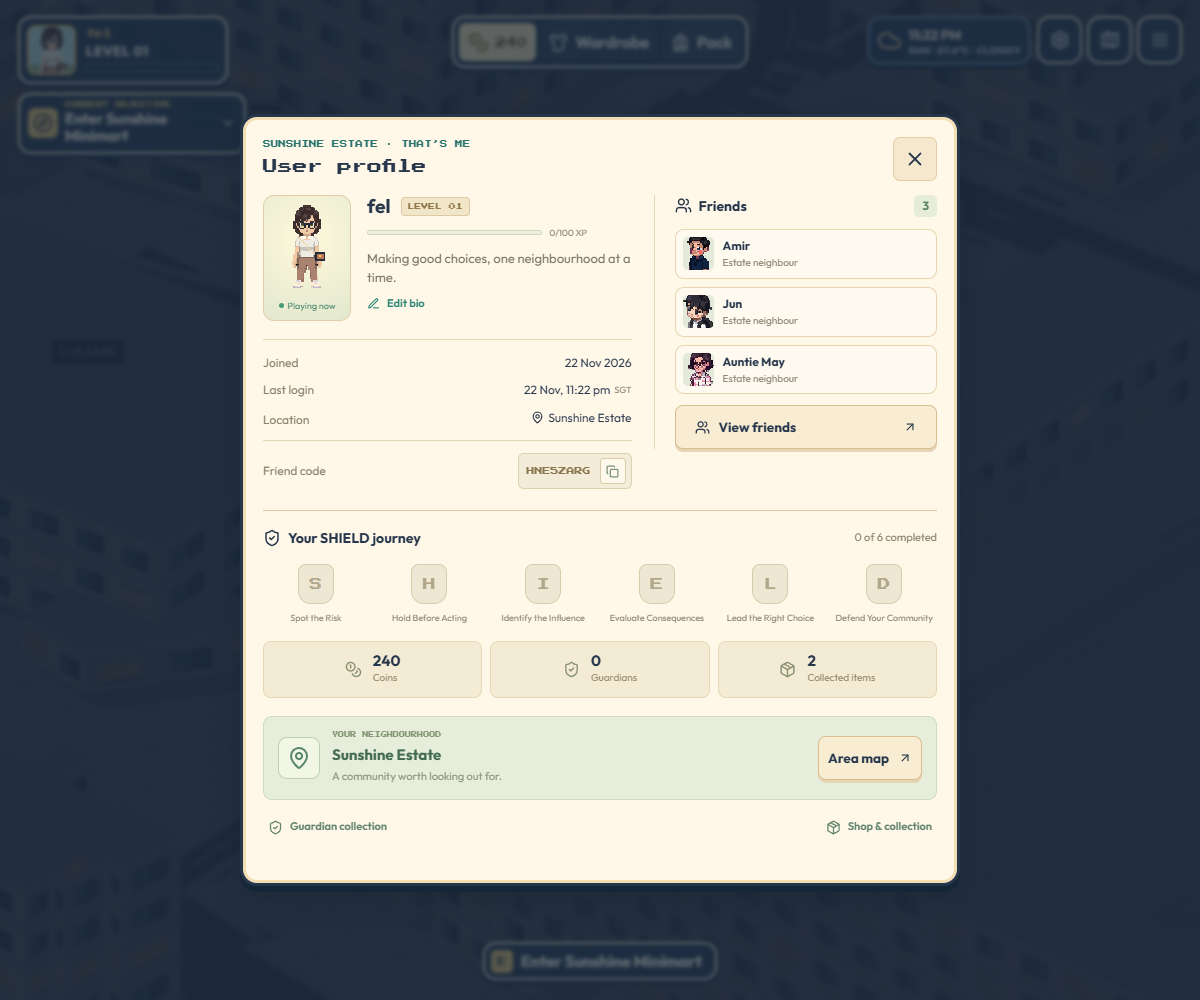 fel
LEVEL 01
240
Wardrobe
Pack
11:22 PM
CURRENT SELECTION
Enter Sunshine
Minimart
SUNSHINE ESTATE · THAT'S ME
User profile
fel
LEVEL 01
0/100 XP
Making good choices, one neighbourhood at a
time.
Edit bio
Playing now
Joined
22 Nov 2026
Last login
22 Nov, 11:22 pm SGT
Location
Sunshine Estate
Friend code
HNE5ZARG
Friends
3
Amir
Estate neighbour
Jun
Estate neighbour
Auntie May
Estate neighbour
View friends
Your SHIELD journey
0 of 6 completed
S
H
I
E
L
D
Spot the Risk
Hold Before Acting
Identify the Influence
Evaluate Consequences
Lead the Right Choice
Defend Your Community
240
Coins
0
Guardians
2
Collected items
YOUR NEIGHBOURHOOD
Sunshine Estate
A community worth looking out for.
Area map
Guardian collection
Shop & collection
Enter Sunshine Minimart